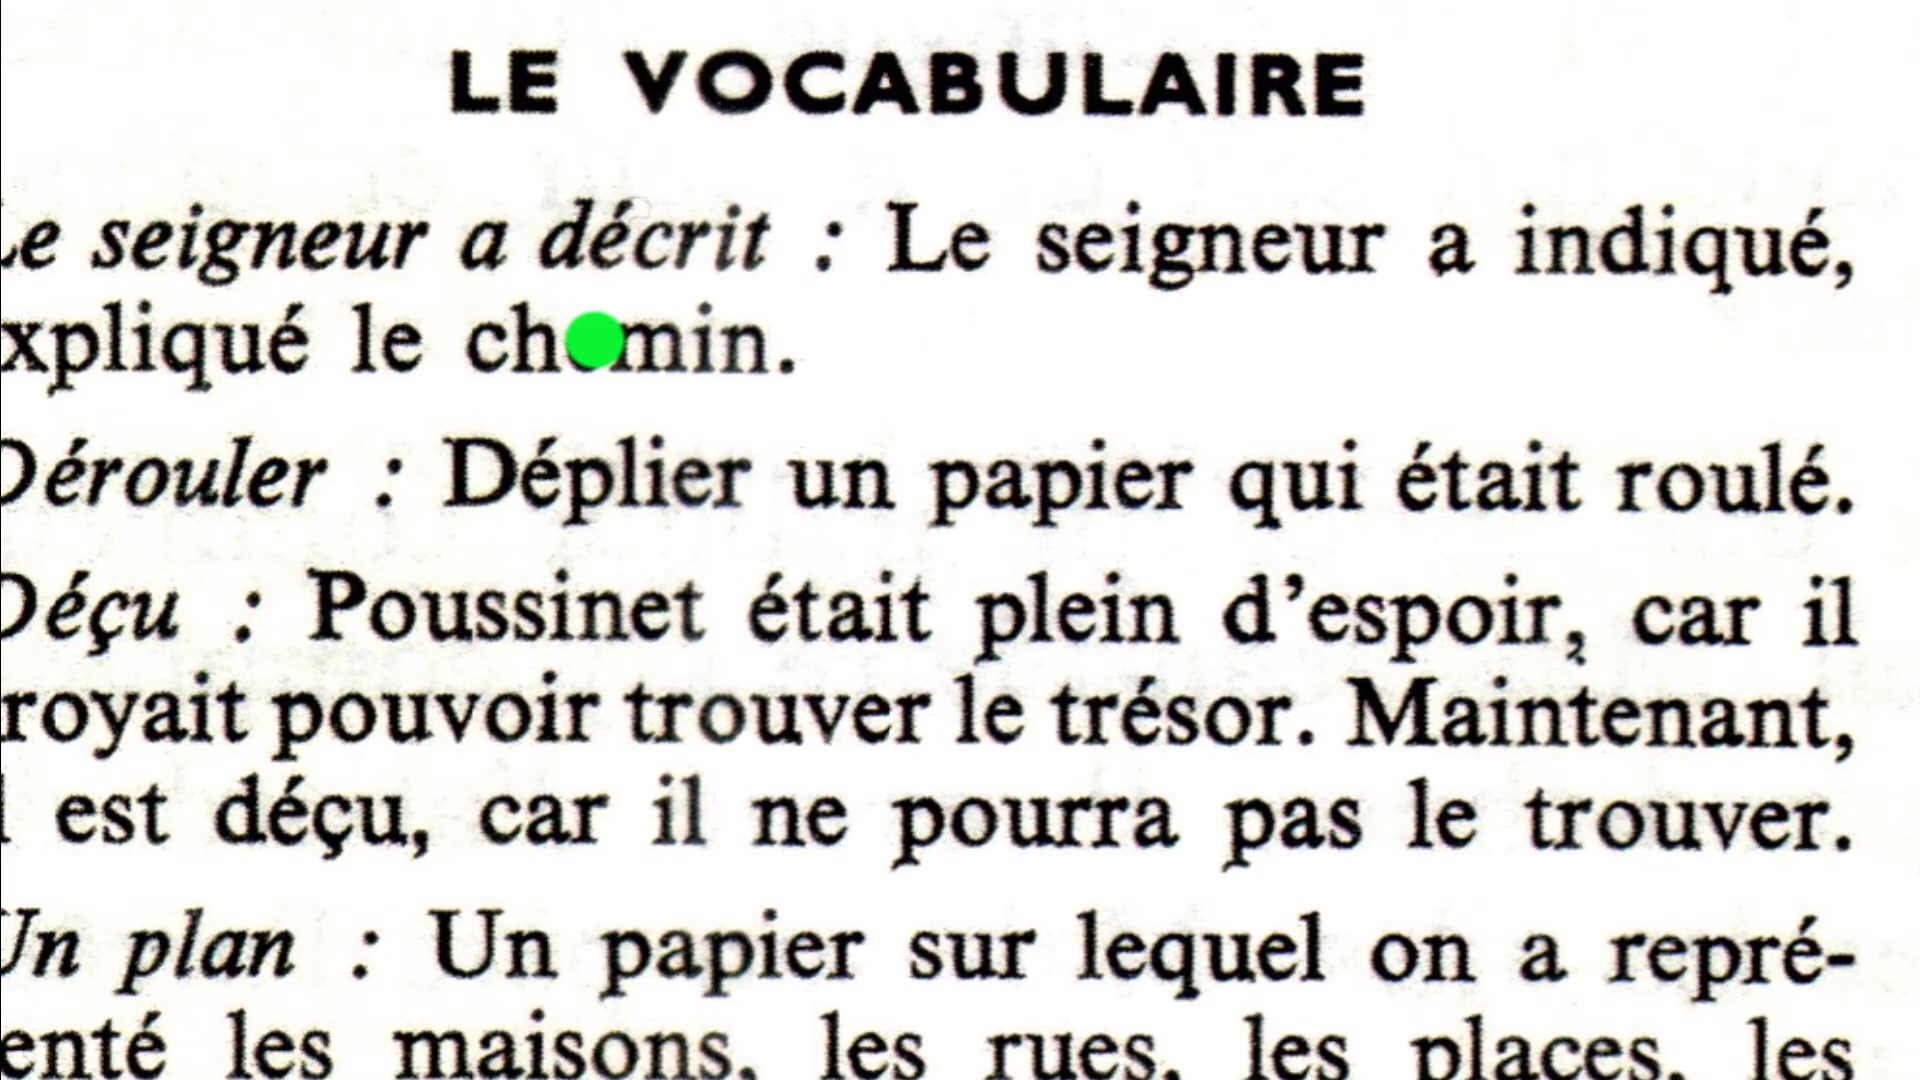 LE VOCABULAIRE
Le seigneur a décrit : Le seigneur a indiqué,
xpliqué le chemin.
Dérouler : Déplier un papier qui était roulé.
Déçu : Poussinet était plein d'espoir, car il
royait pouvoir trouver le trésor. Maintenant,
l est déçu, car il ne pourra pas le trouver.
Un plan : Un papier sur lequel on a repré-
enté les maisons, les rues, les places, les